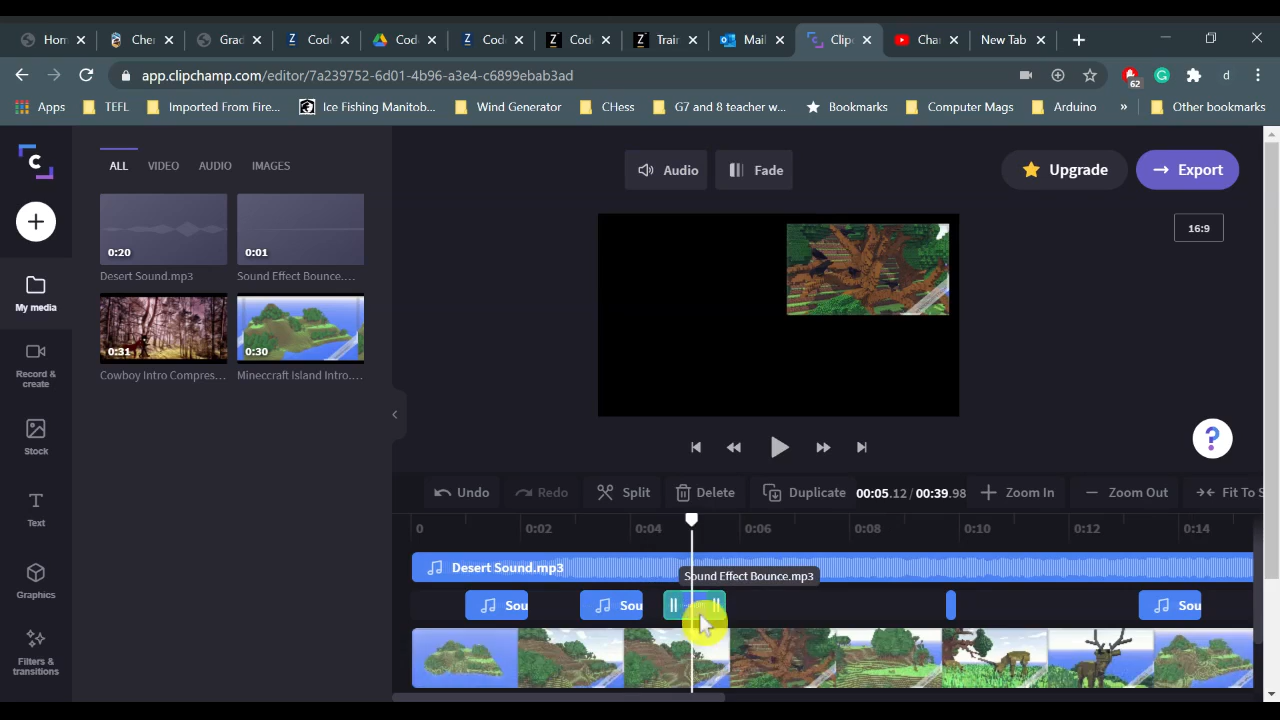 Hom
Cher
Grad
Code
Cod
Cod
Cod
Trai
Mail
Clip
Cha
New Tab
app.clipchamp.com/editor/7a239752-6d01-4b96-a3e4-c6899ebab3ad
62
d
Apps
TEFL
Imported From Fire...
Ice Fishing Manitob...
Wind Generator
CHess
G7 and 8 teacher w...
Bookmarks
Computer Mags
Arduino
»
Other bookmarks
C
ALL VIDEO AUDIO IMAGES
Audio
Fade
Upgrade
Export
16:9
0:20
0:01
Desert Sound.mp3
Sound Effect Bounce....
0:31
0:30
Cowboy Intro Compres...
Mineccraft Island Intro....
My media
Record & create
Stock
Text
Graphics
Filters & transitions
?
Undo
Redo
Split
Delete
Duplicate
00:05.12 / 00:39.98
Zoom In
Zoom Out
Fit To S
0 0:02 0:04 0:06 0:08 0:10 0:12 0:14
Desert Sound.mp3
Sound Effect Bounce.mp3
Sou
Sou
Sou